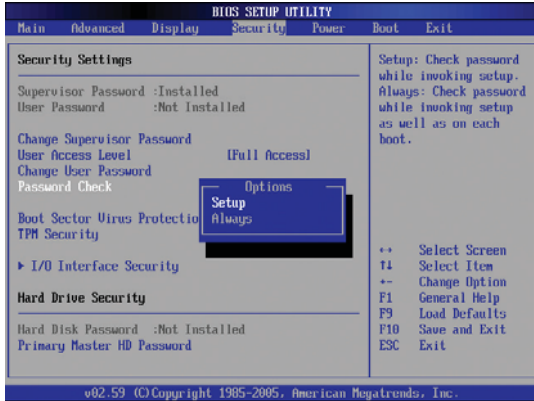 BIOS SETUP UTILITY
Main Advanced Display Security Power Boot Exit
Security Settings
Supervisor Password :Installed
User Password :Not Installed
Change Supervisor Password
User Access Level [Full Access]
Change User Password
Password Check
Boot Sector Virus Protectio
TPM Security
► I/O Interface Security
Hard Drive Security
Hard Disk Password :Not Installed
Primary Master HD Password
Options
Setup
Always
Setup: Check password
while invoking setup.
Always: Check password
while invoking setup
as well as on each
boot.
↔ Select Screen
↑↓ Select Item
+- Change Option
F1 General Help
F9 Load Defaults
F10 Save and Exit
ESC Exit
v02.59 (C)Copyright 1985-2005, American Megatrends, Inc.